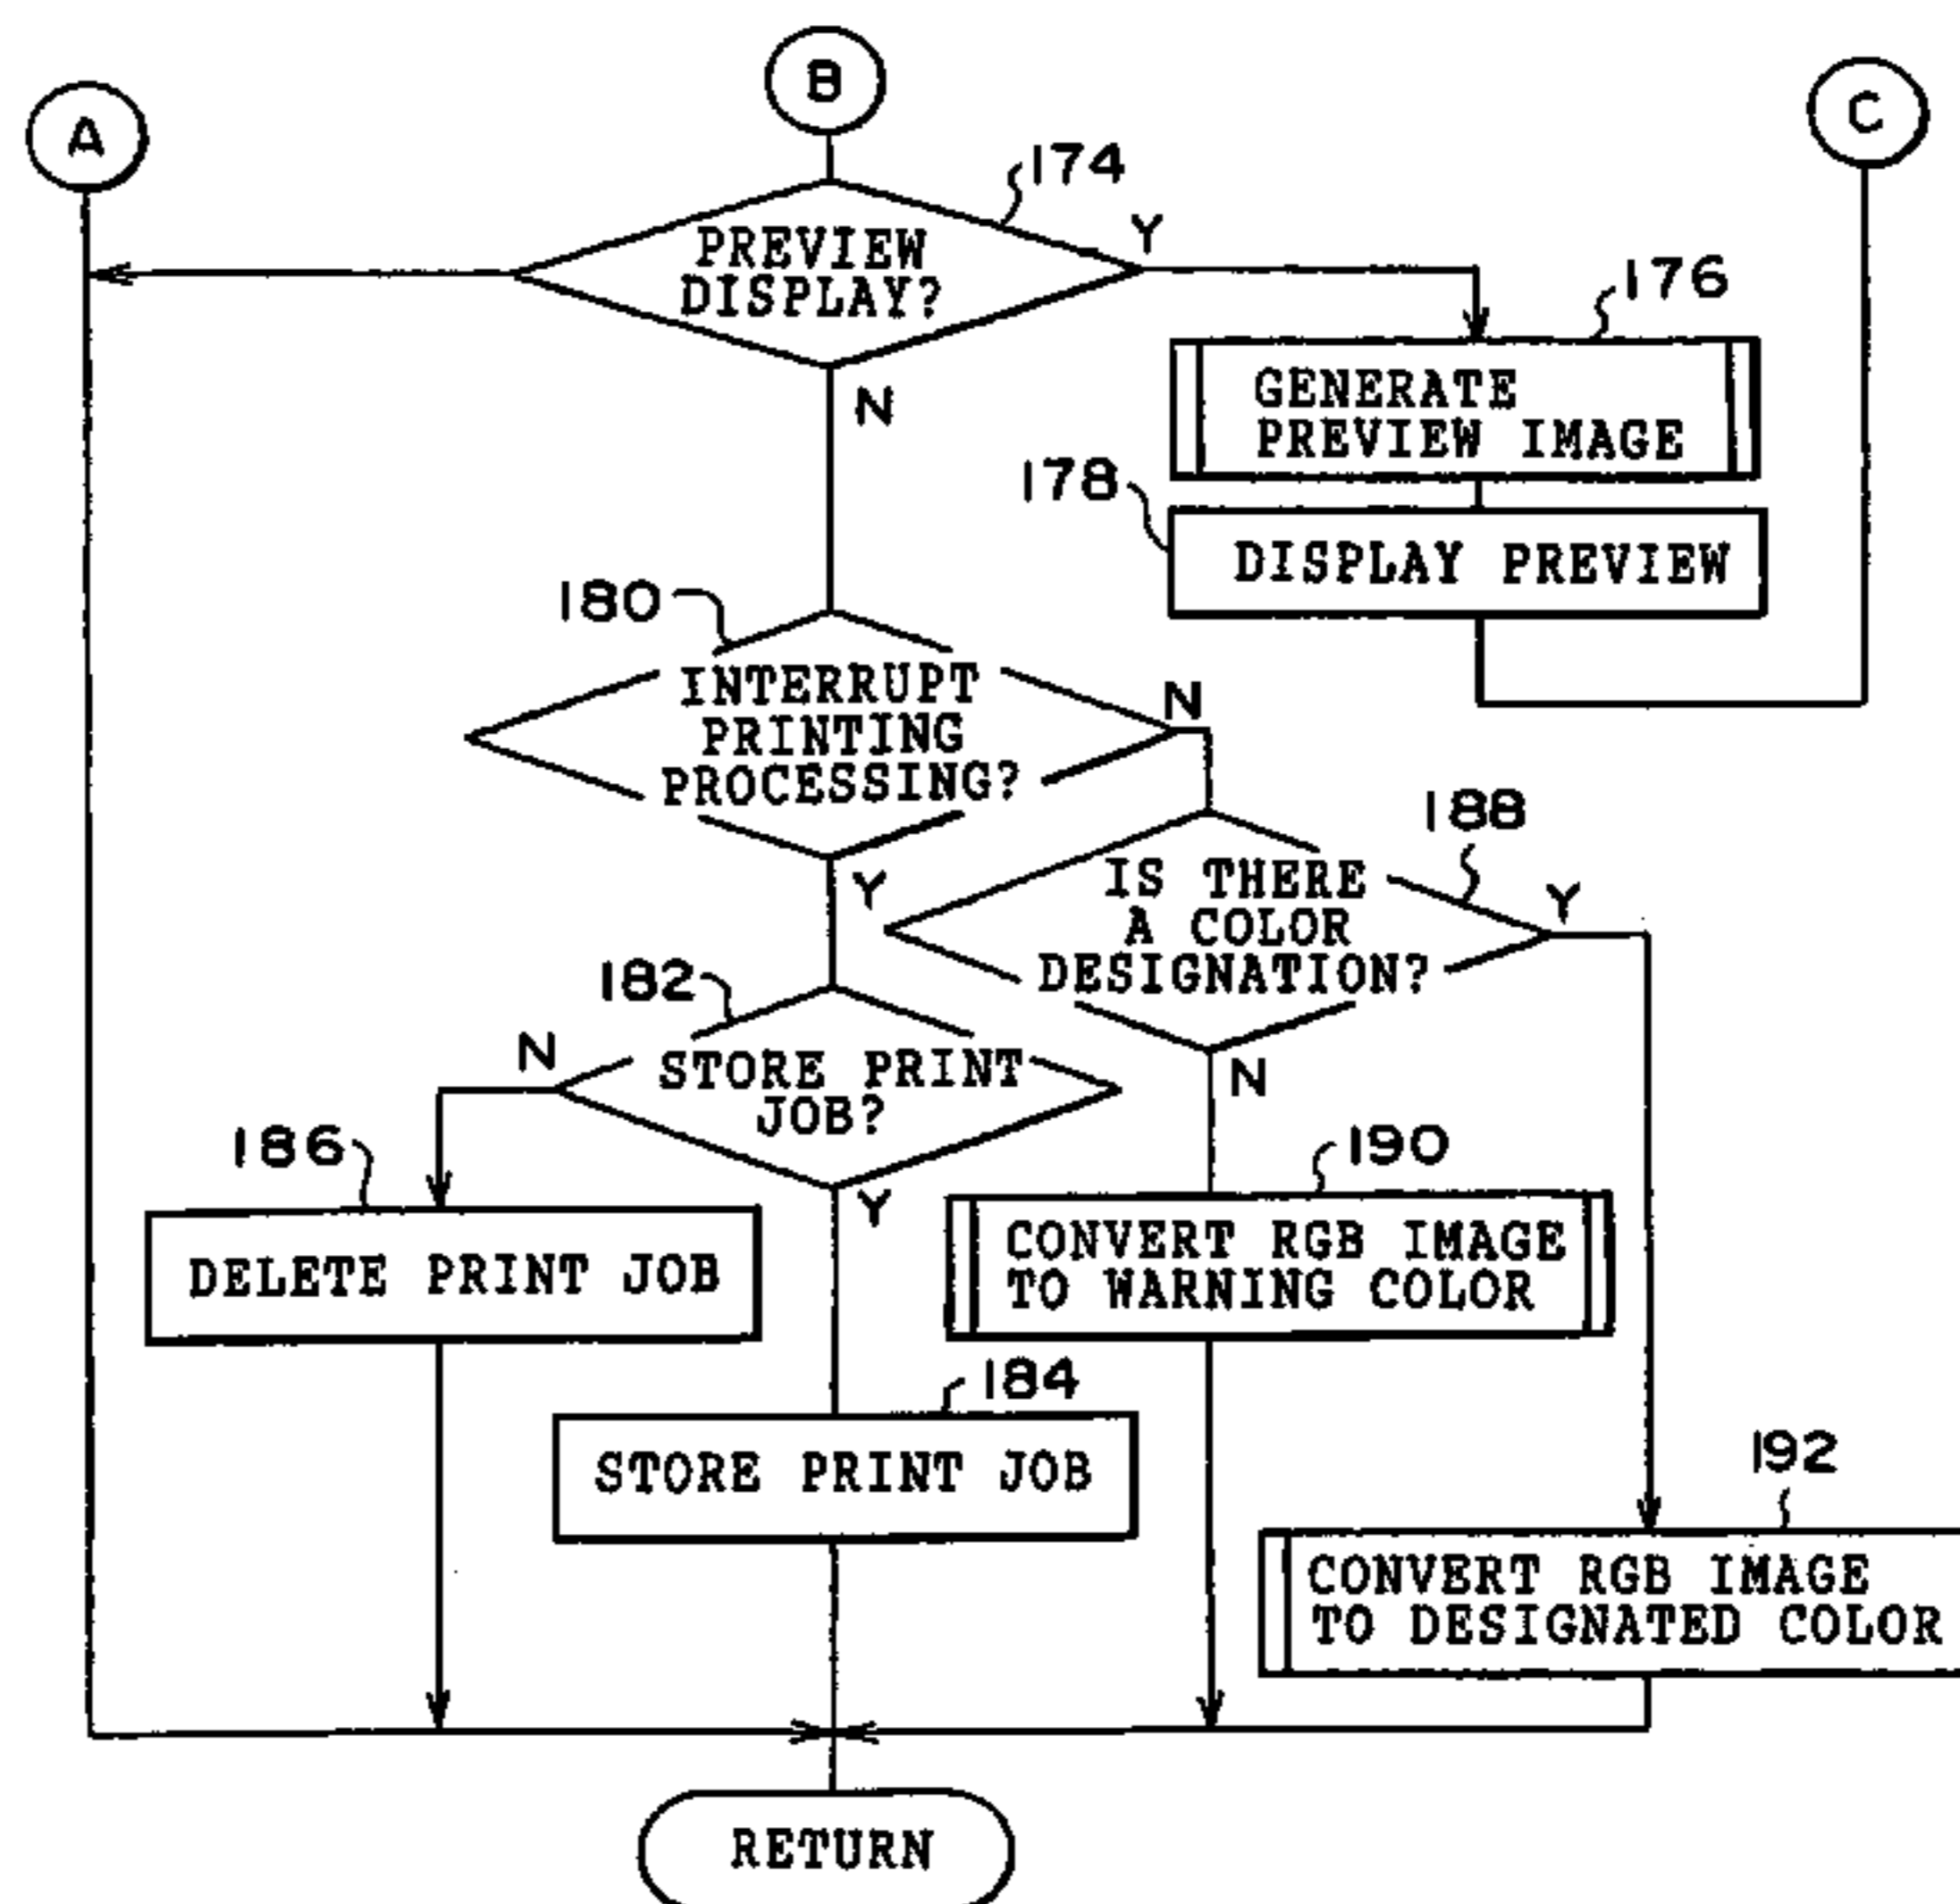 A
B
C
174
PREVIEW
DISPLAY?
Y
N
176
GENERATE
PREVIEW IMAGE
178
DISPLAY PREVIEW
180
INTERRUPT
PRINTING
PROCESSING?
N
Y
188
IS THERE
A COLOR
DESIGNATION?
Y
N
182
STORE PRINT
JOB?
N
Y
186
DELETE PRINT JOB
190
CONVERT RGB IMAGE
TO WARNING COLOR
184
STORE PRINT JOB
192
CONVERT RGB IMAGE
TO DESIGNATED COLOR
RETURN